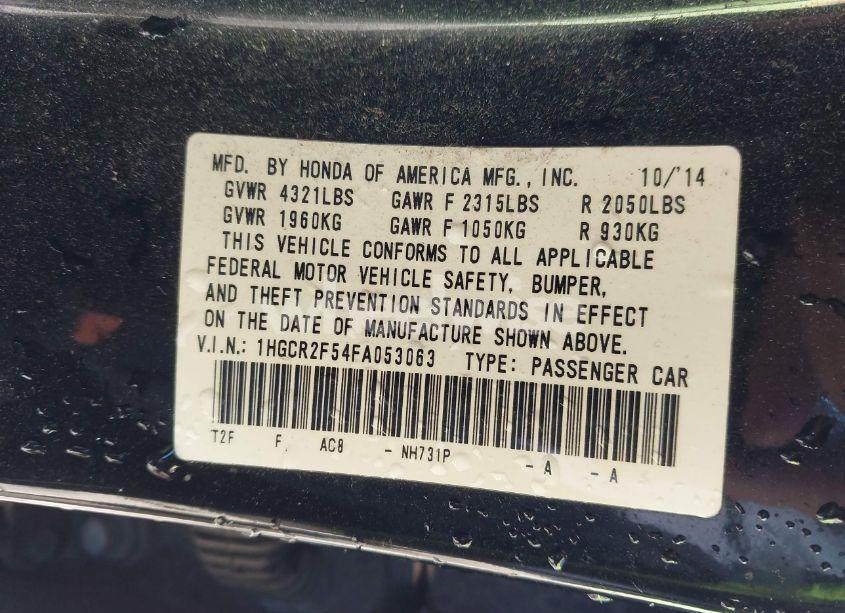 MFD. BY HONDA OF AMERICA MFG., INC. 10/'14
GVWR 4321LBS GAWR F 2315LBS R 2050LBS
GVWR 1960KG GAWR F 1050KG R 930KG
THIS VEHICLE CONFORMS TO ALL APPLICABLE
FEDERAL MOTOR VEHICLE SAFETY, BUMPER,
AND THEFT PREVENTION STANDARDS IN EFFECT
ON THE DATE OF MANUFACTURE SHOWN ABOVE.
V.I.N.: 1HGCR2F54FA053063 TYPE: PASSENGER CAR
T2F F AC8 - NH731P - A - A